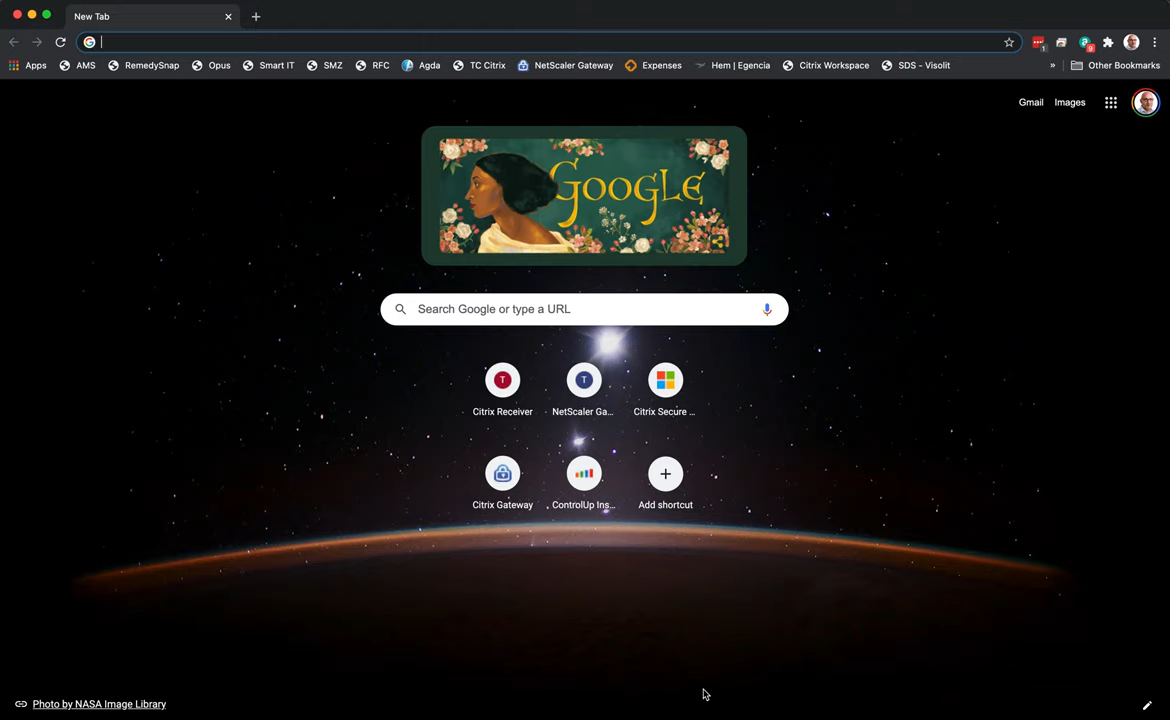 New Tab
Apps AMS RemedySnap Opus Smart IT SMZ RFC Agda TC Citrix NetScaler Gateway Expenses Hem | Egencia Citrix Workspace SDS - Visolit » Other Bookmarks
Gmail Images
GOOGLE
Search Google or type a URL
T T
Citrix Receiver NetScaler Ga... Citrix Secure ...
Citrix Gateway ControlUp Ins... Add shortcut
Photo by NASA Image Library